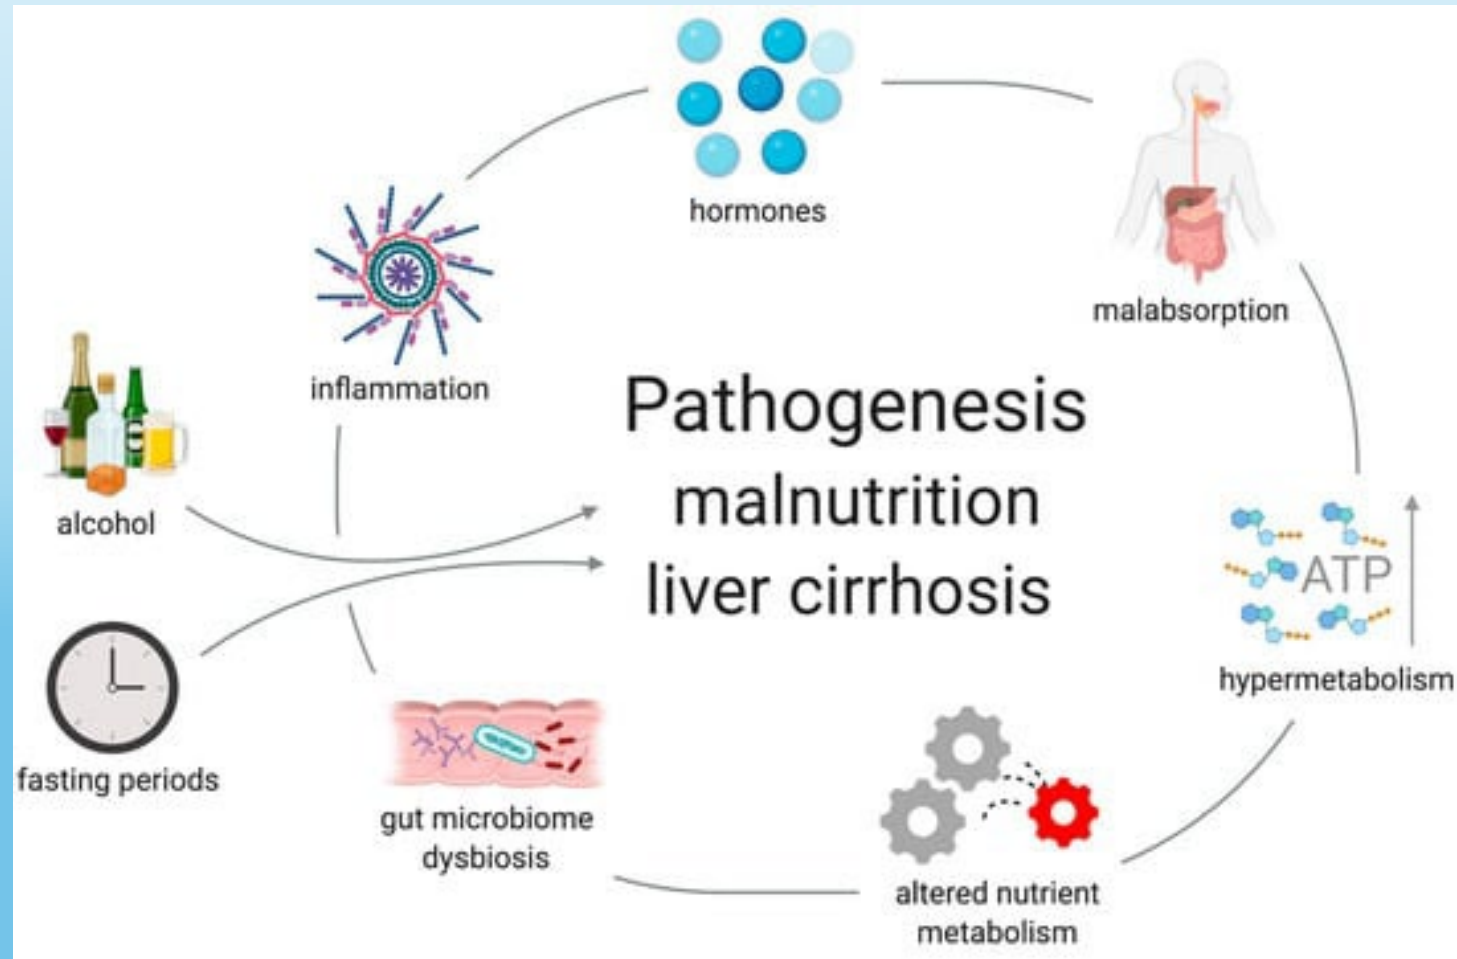 hormones
malabsorption
inflammation
alcohol
Pathogenesis
malnutrition
liver cirrhosis
ATP
hypermetabolism
fasting periods
gut microbiome
dysbiosis
altered nutrient
metabolism